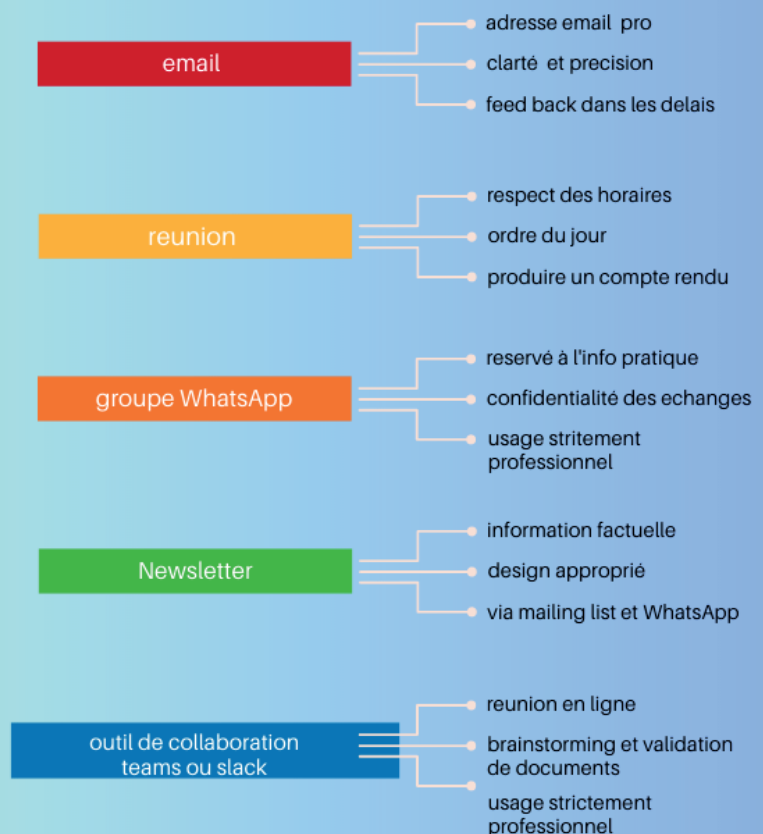 email
adresse email pro
clarté et precision
feed back dans les delais
reunion
respect des horaires
ordre du jour
produire un compte rendu
groupe WhatsApp
reservé à l'info pratique
confidentialité des echanges
usage stritement
professionnel
Newsletter
information factuelle
design approprié
via mailing list et WhatsApp
outil de collaboration
teams ou slack
reunion en ligne
brainstorming et validation
de documents
usage strictement
professionnel